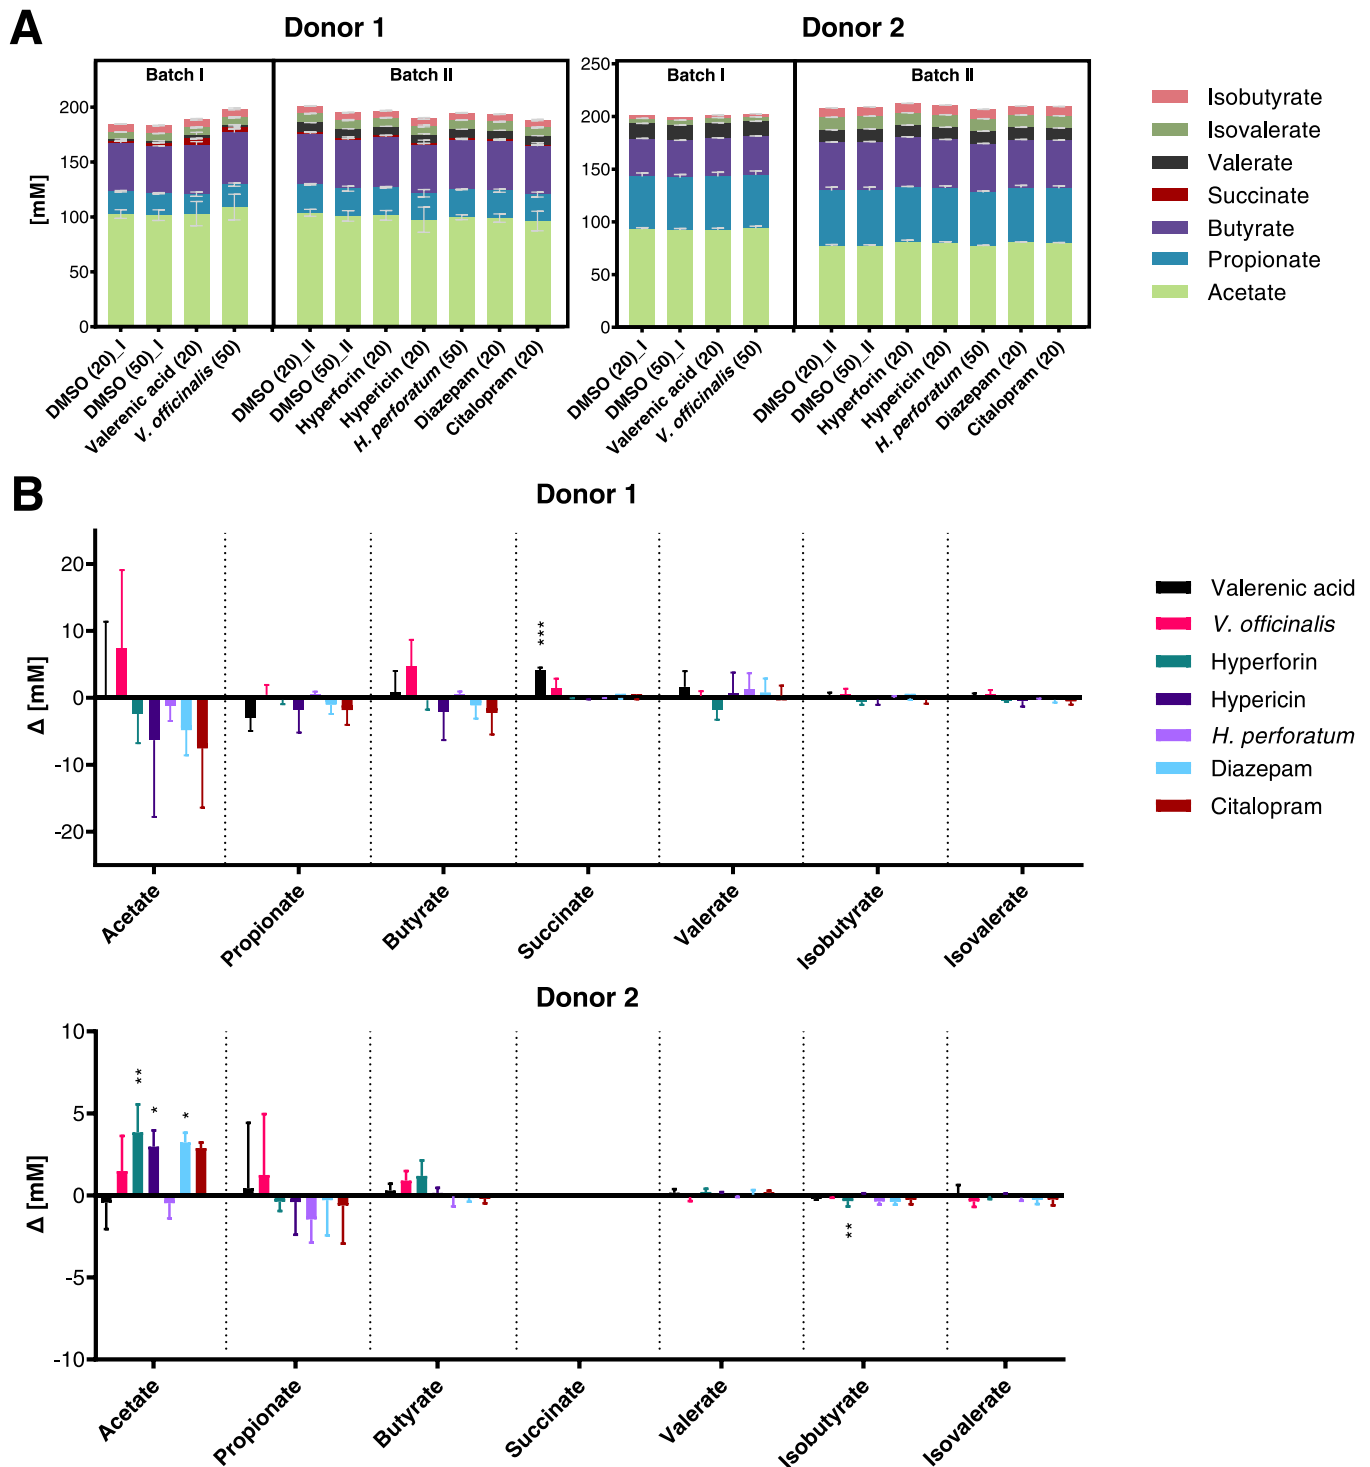 A
Donor 1
Donor 2
Batch I
Batch II
Batch I
Batch II
[mM]
200
150
100
50
0
250
200
150
100
50
0
DMSO (20)_I
DMSO (50)_I
Valerenic acid (20)
V. officinalis (50)
DMSO (20)_II
DMSO (50)_II
Hyperforin (20)
Hypericin (20)
H. perforatum (50)
Diazepam (20)
Citalopram (20)
DMSO (20)_I
DMSO (50)_I
Valerenic acid (20)
V. officinalis (50)
DMSO (20)_II
DMSO (50)_II
Hyperforin (20)
Hypericin (20)
H. perforatum (50)
Diazepam (20)
Citalopram (20)
Isobutyrate
Isovalerate
Valerate
Succinate
Butyrate
Propionate
Acetate
B
Donor 1
Δ [mM]
20
10
0
-10
-20
***
Acetate
Propionate
Butyrate
Succinate
Valerate
Isobutyrate
Isovalerate
Valerenic acid
V. officinalis
Hyperforin
Hypericin
H. perforatum
Diazepam
Citalopram
Donor 2
Δ [mM]
10
5
0
-5
-10
**
*
*
**
Acetate
Propionate
Butyrate
Succinate
Valerate
Isobutyrate
Isovalerate